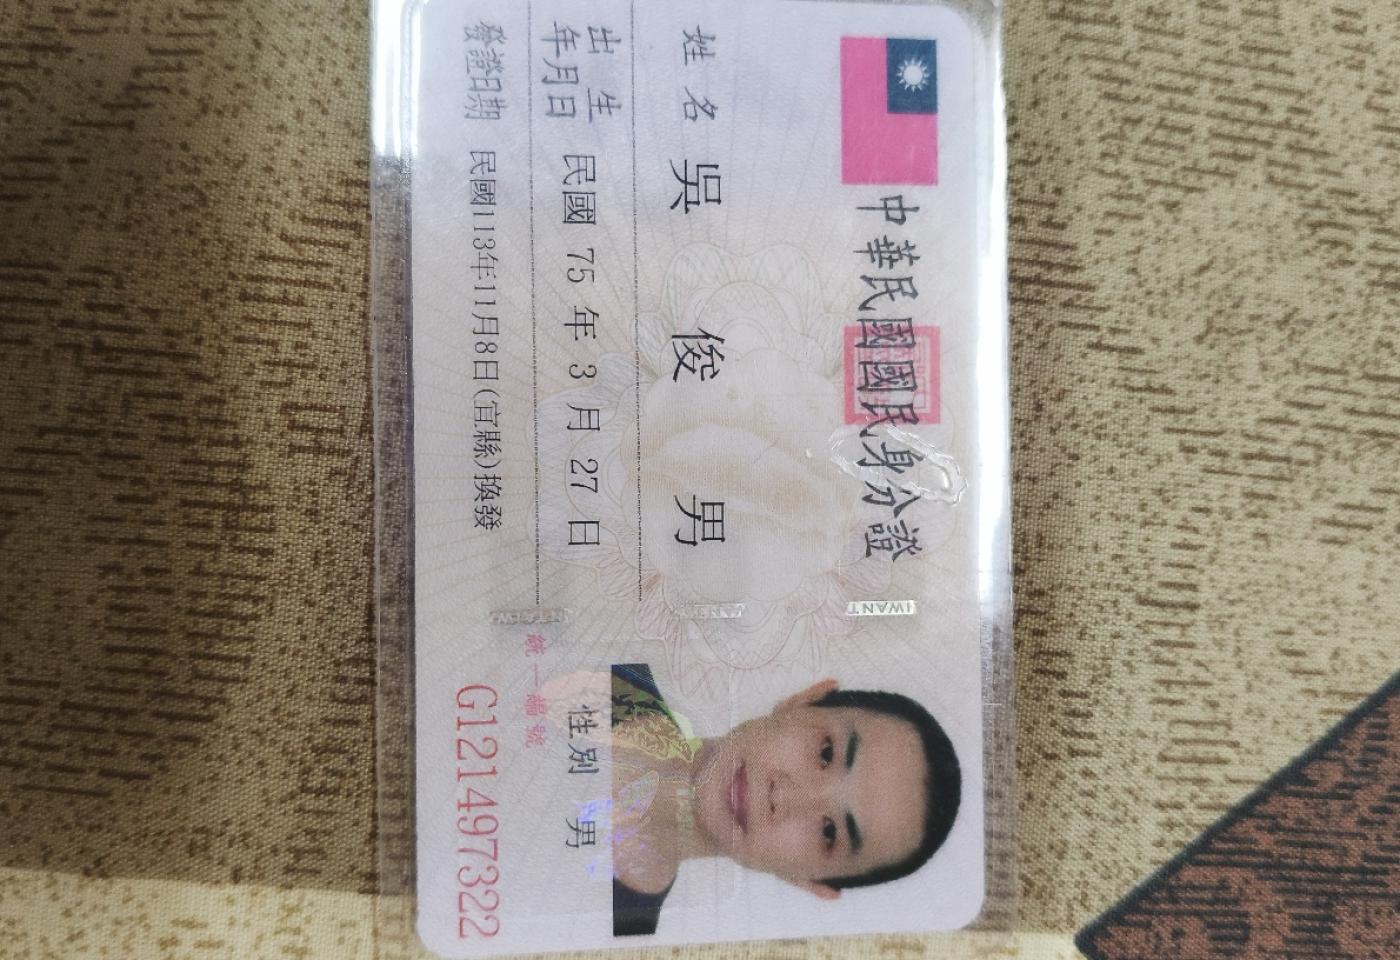 中華民國國民身分證
姓名 吳俊男
出生年月日 民國 75 年 3 月 27 日
性別 男
發證日期 民國113年11月8日(宜縣)換發
統一編號
G121497322
IWANT